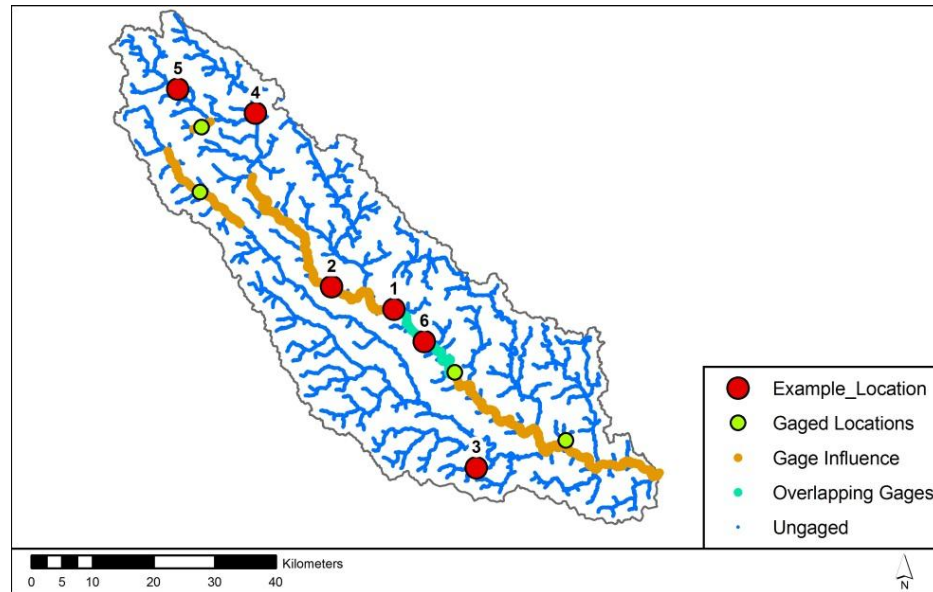 5
4
2
1
6
3
Example_Location
Gaged Locations
Gage Influence
Overlapping Gages
Ungaged
Kilometers
0 5 10 20 30 40
N